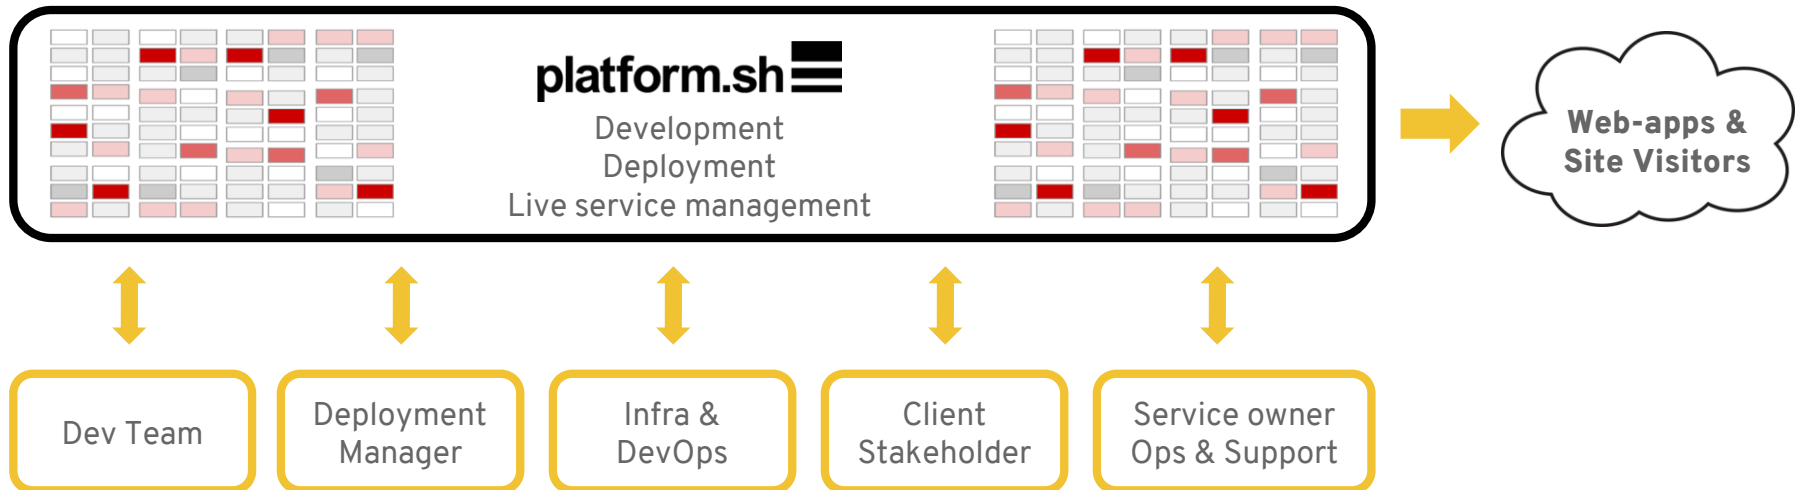 platform.sh
Development
Deployment
Live service management
Web-apps &
Site Visitors
Dev Team
Deployment
Manager
Infra &
DevOps
Client
Stakeholder
Service owner
Ops & Support